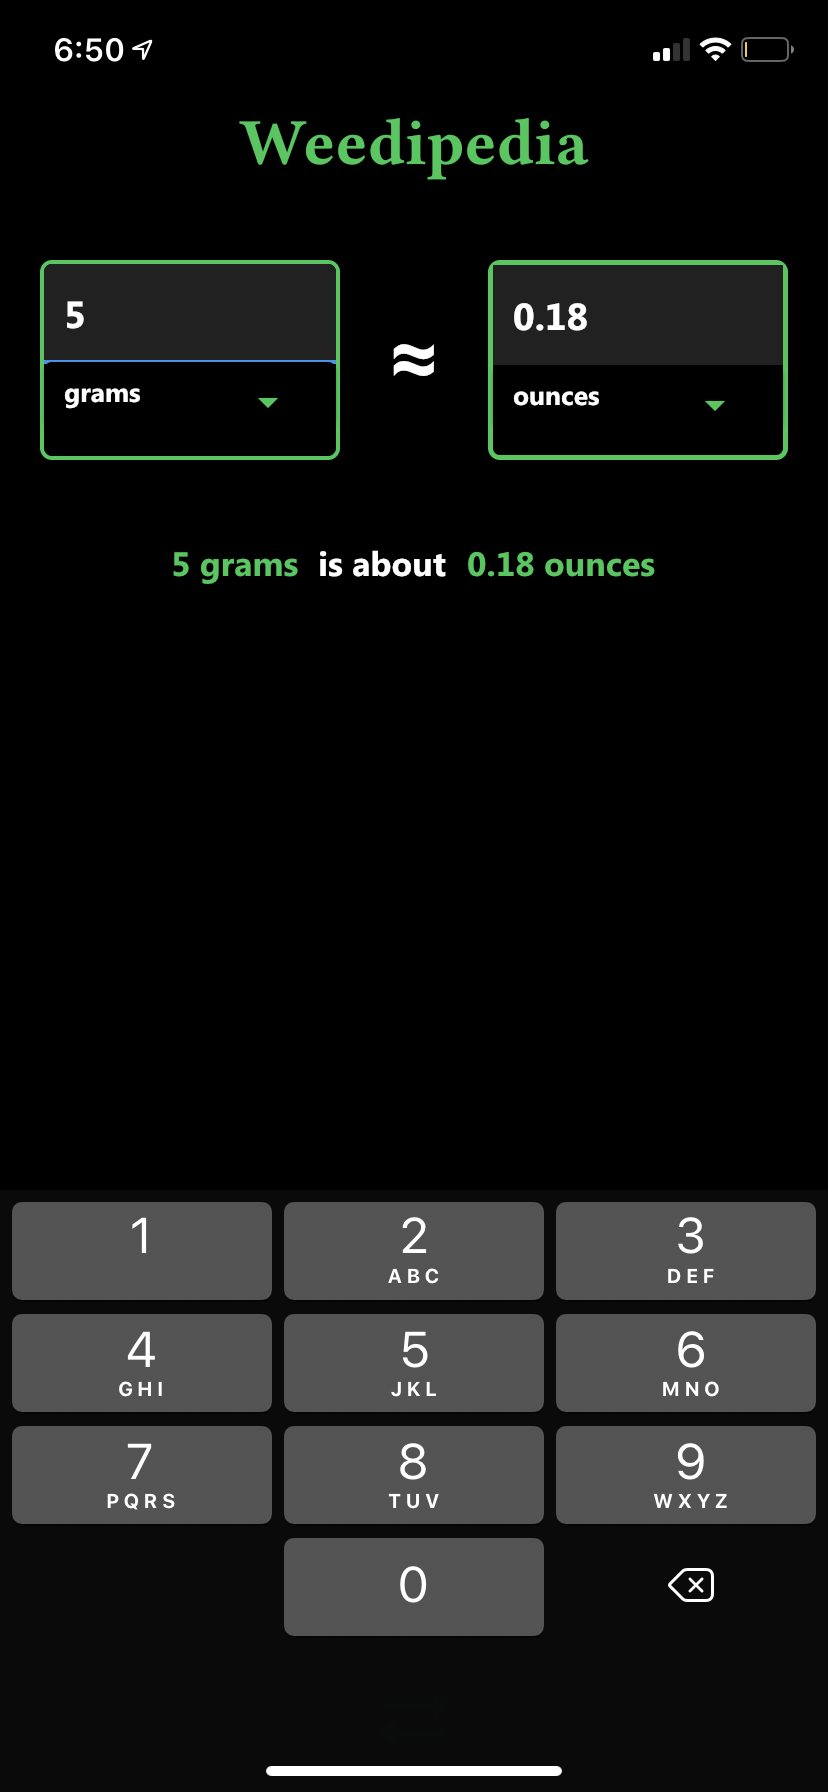 6:50
Weedipedia
5
≈
0.18
grams
ounces
5 grams is about 0.18 ounces
1
2
ABC
3
DEF
4
GHI
5
JKL
6
MNO
7
PQRS
8
TUV
9
WXYZ
0